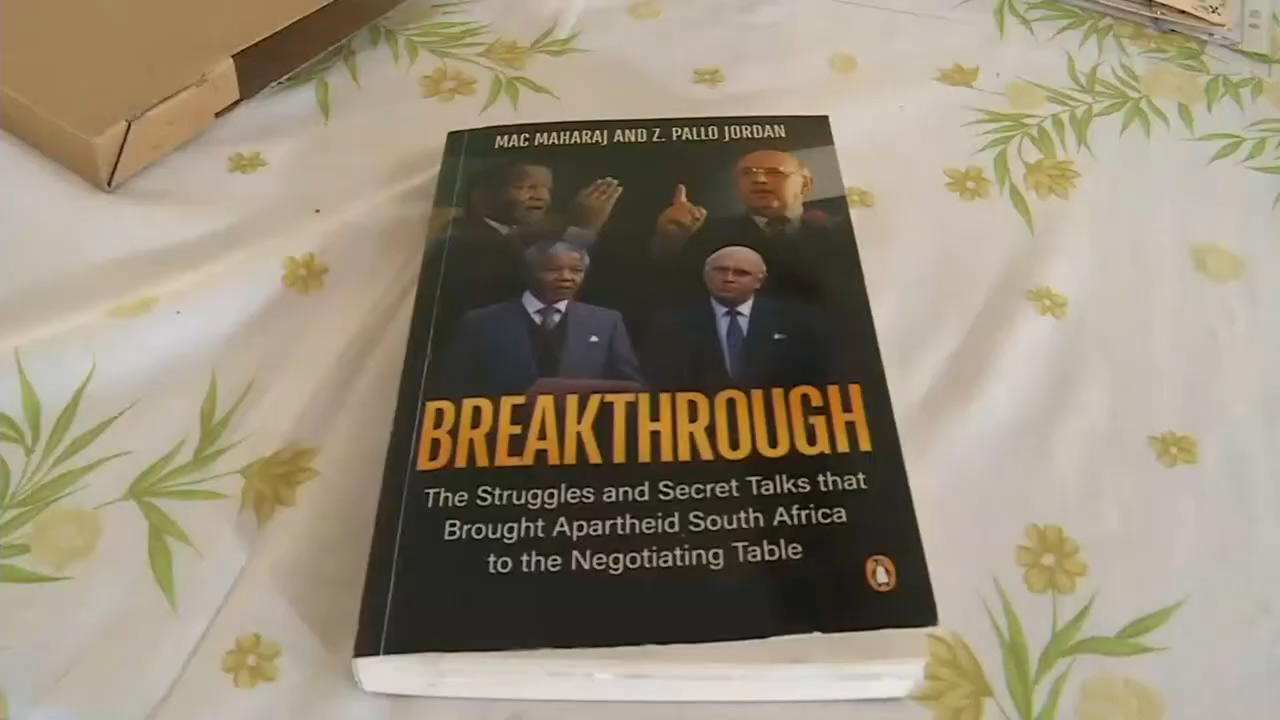 MAC MAHARAJ AND Z. PALLO JORDAN
BREAKTHROUGH
The Struggles and Secret Talks that
Brought Apartheid South Africa
to the Negotiating Table